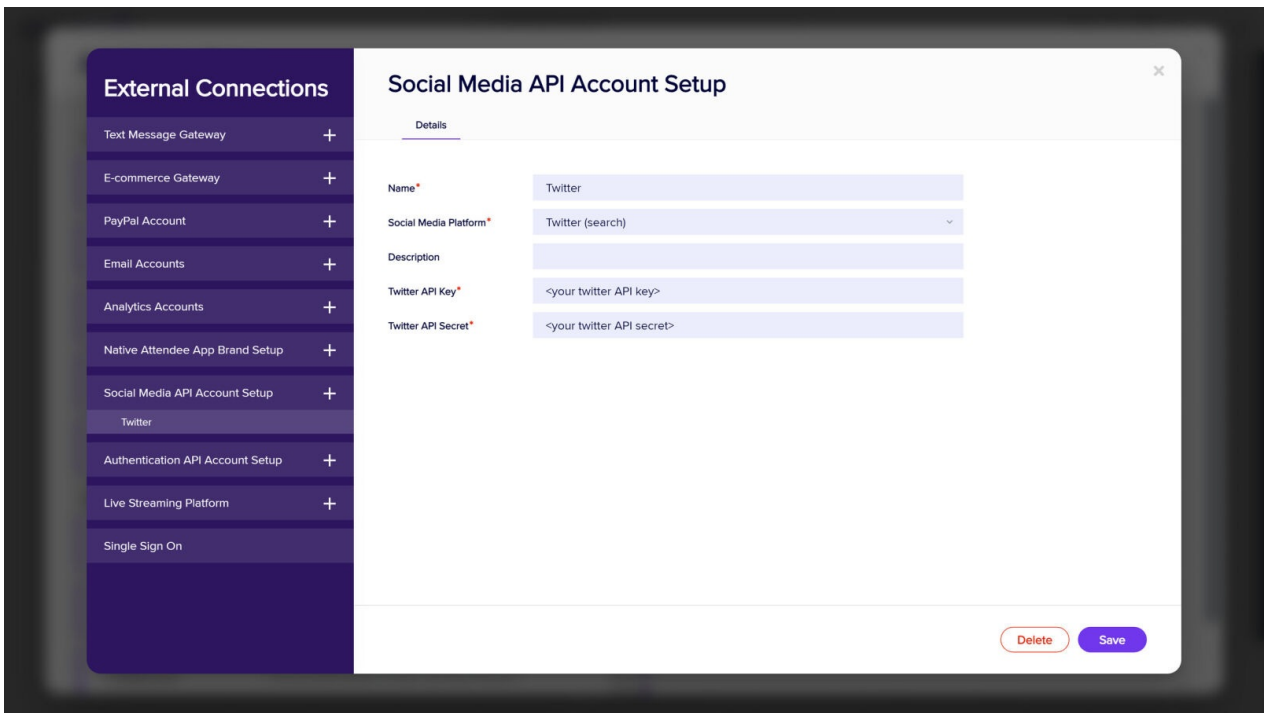 External Connections
Text Message Gateway +
E-commerce Gateway +
PayPal Account +
Email Accounts +
Analytics Accounts +
Native Attendee App Brand Setup +
Social Media API Account Setup +
Twitter
Authentication API Account Setup +
Live Streaming Platform +
Single Sign On
Social Media API Account Setup
×
Details
Name* Twitter
Social Media Platform* Twitter (search)
Description
Twitter API Key* <your twitter API key>
Twitter API Secret* <your twitter API secret>
Delete Save